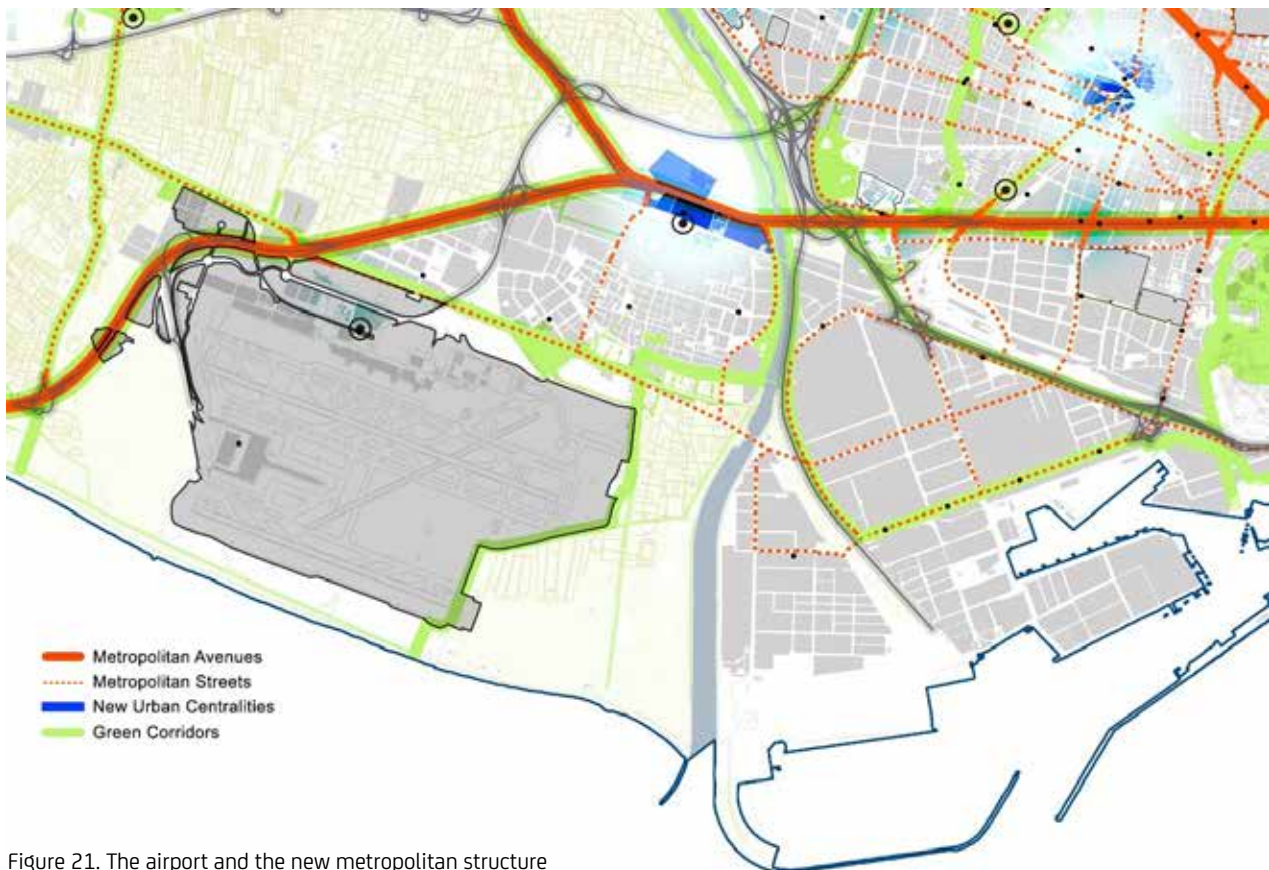 Metropolitan Avenues
Metropolitan Streets
New Urban Centralities
Green Corridors
Figure 21. The airport and the new metropolitan structure